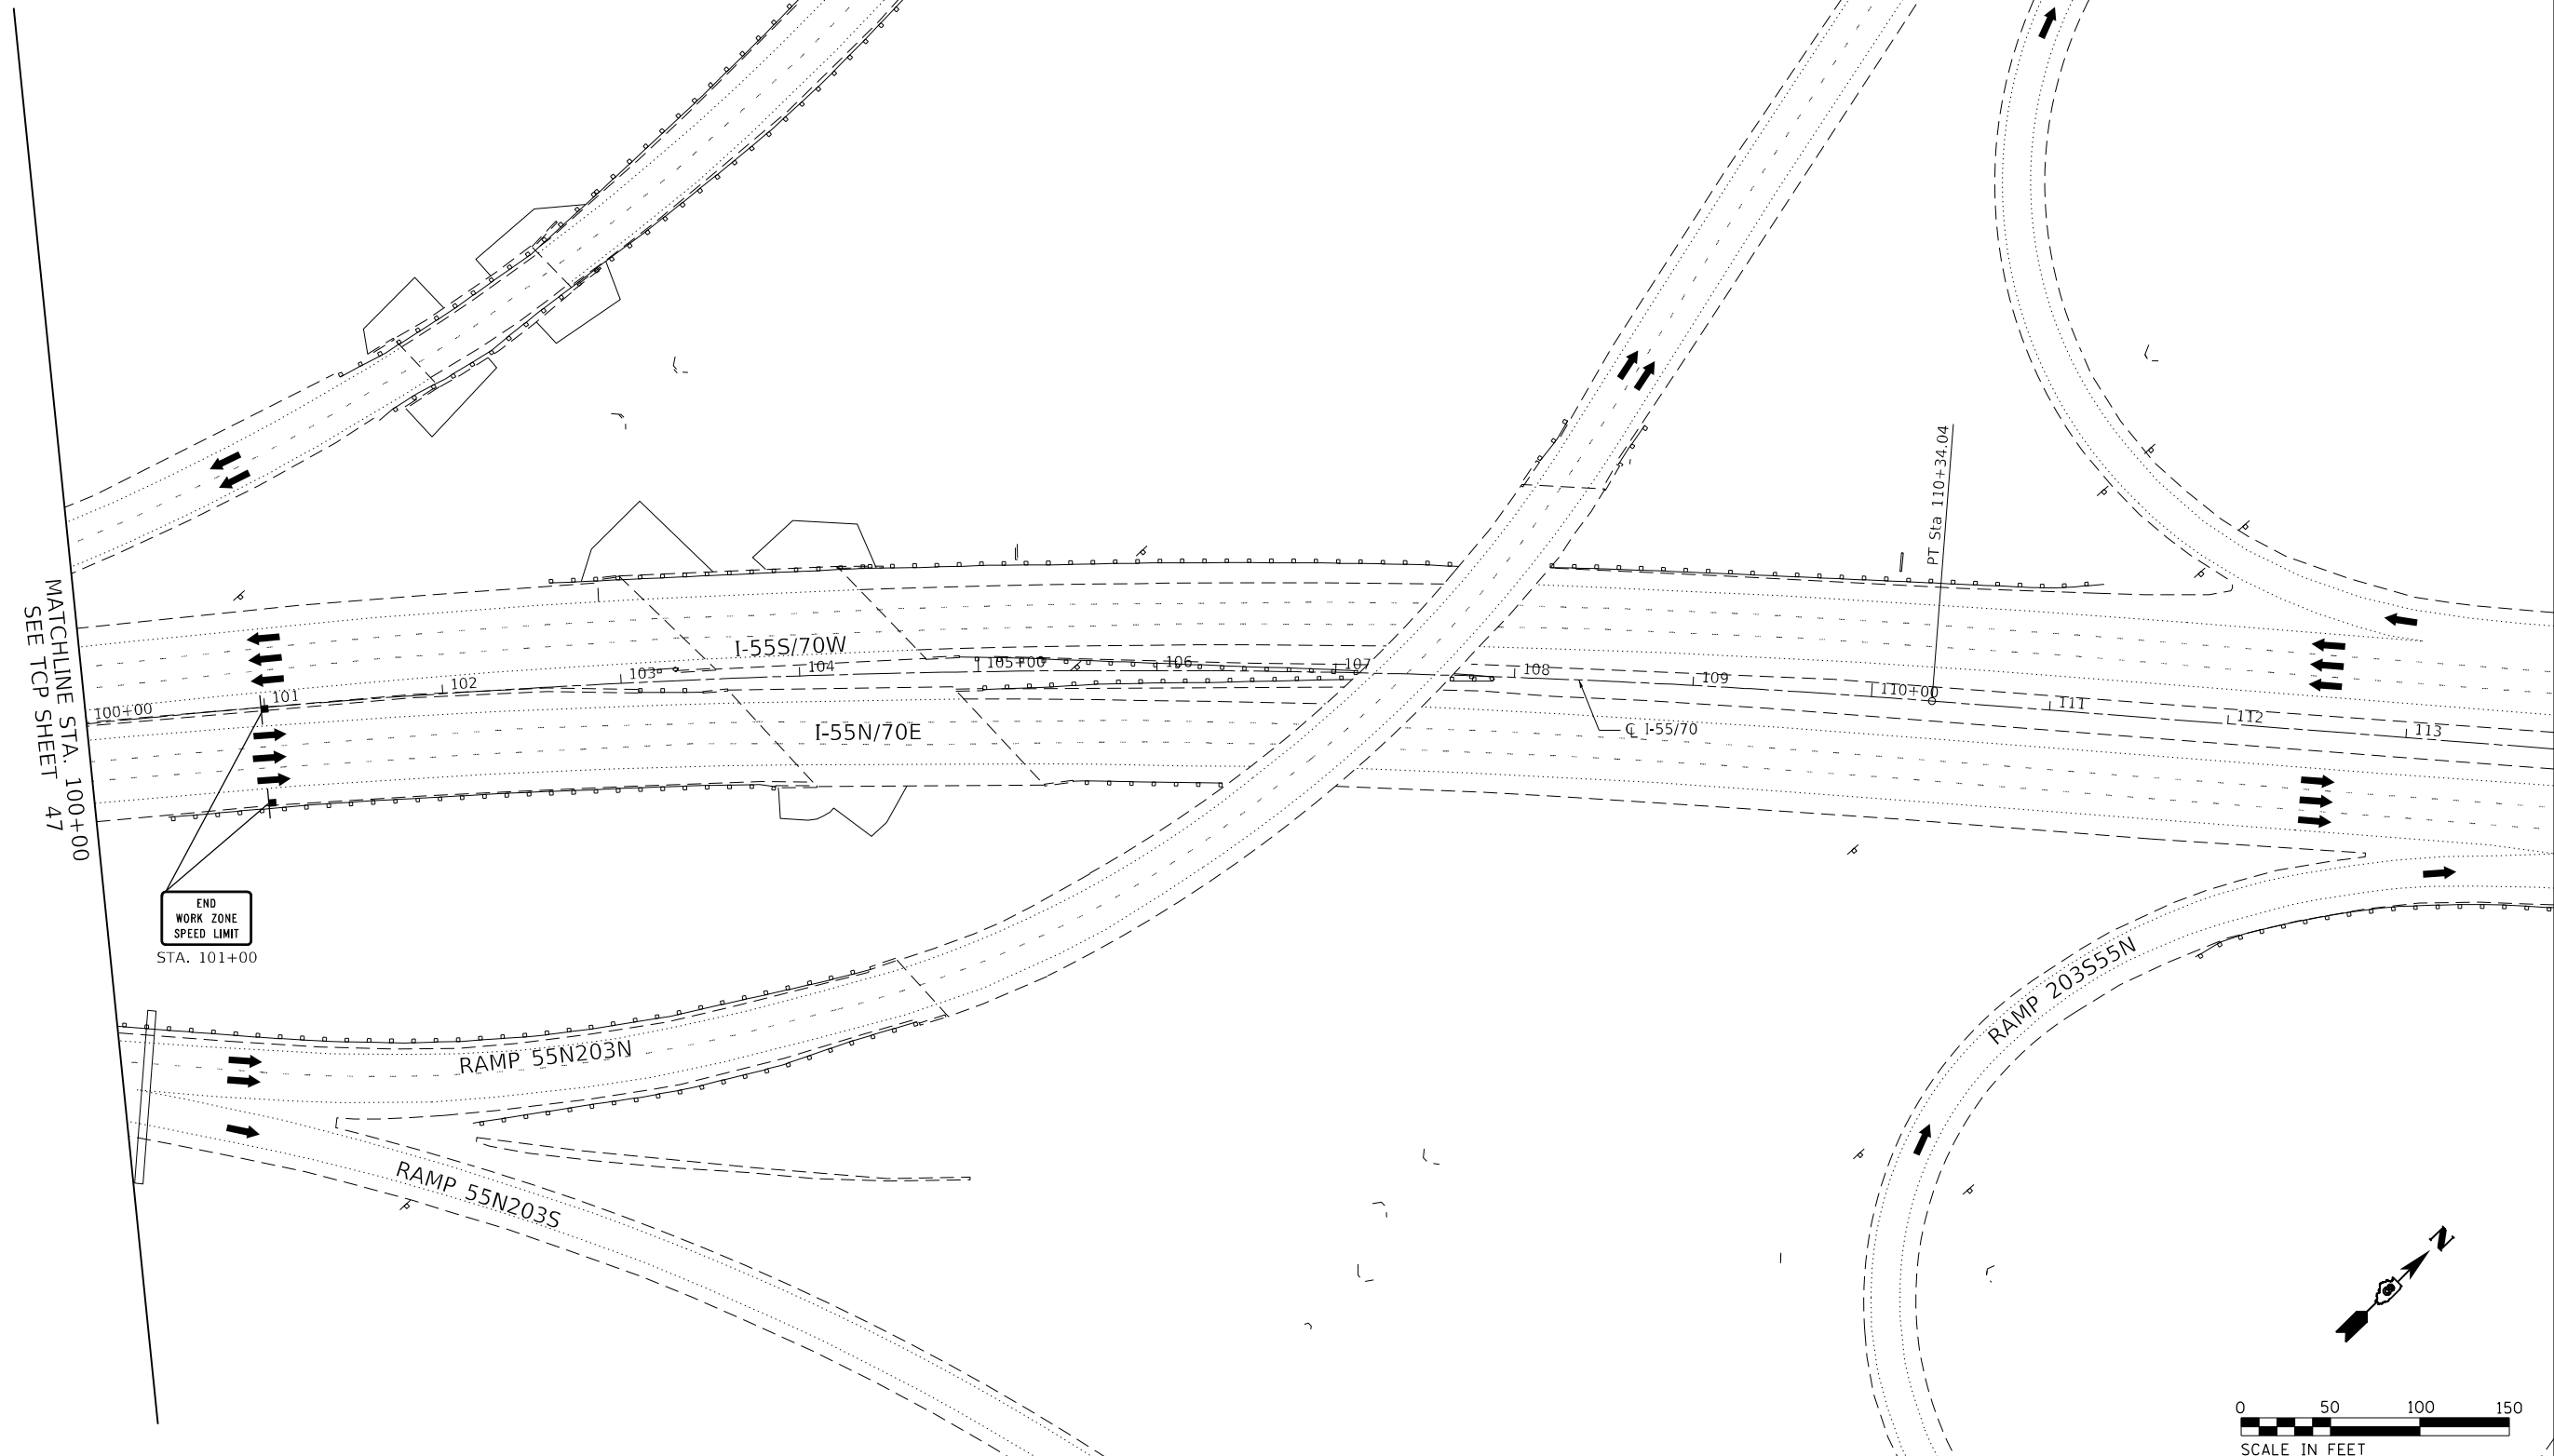 PT Sta 110+34.04
MATCHLINE STA. 100+00
SEE TCP SHEET 47
I-55S/70W
100+00
101
102
103
104
105+00
106
107
108
109
110+00
111
112
113
I-55N/70E
℄ I-55/70
END
WORK ZONE
SPEED LIMIT
STA. 101+00
RAMP 55N203N
RAMP 203S55N
RAMP 55N203S
N
0 50 100 150
SCALE IN FEET